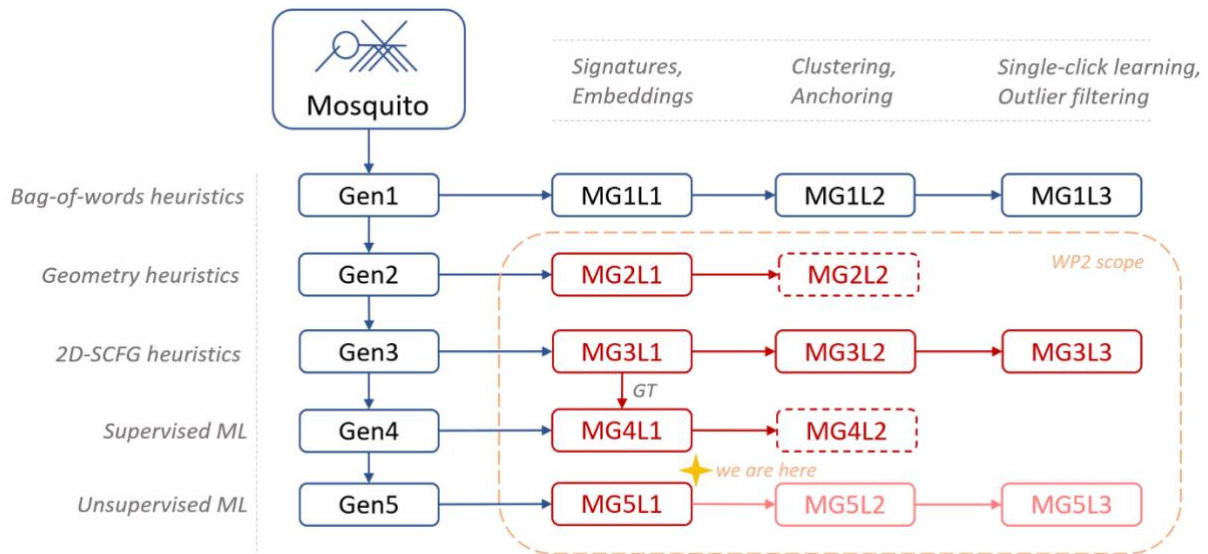 Mosquito
Signatures,
Embeddings
Clustering,
Anchoring
Single-click learning,
Outlier filtering
Bag-of-words heuristics
Gen1
MG1L1
MG1L2
MG1L3
Geometry heuristics
Gen2
MG2L1
MG2L2
WP2 scope
2D-SCFG heuristics
Gen3
MG3L1
MG3L2
MG3L3
GT
Supervised ML
Gen4
MG4L1
MG4L2
we are here
Unsupervised ML
Gen5
MG5L1
MG5L2
MG5L3